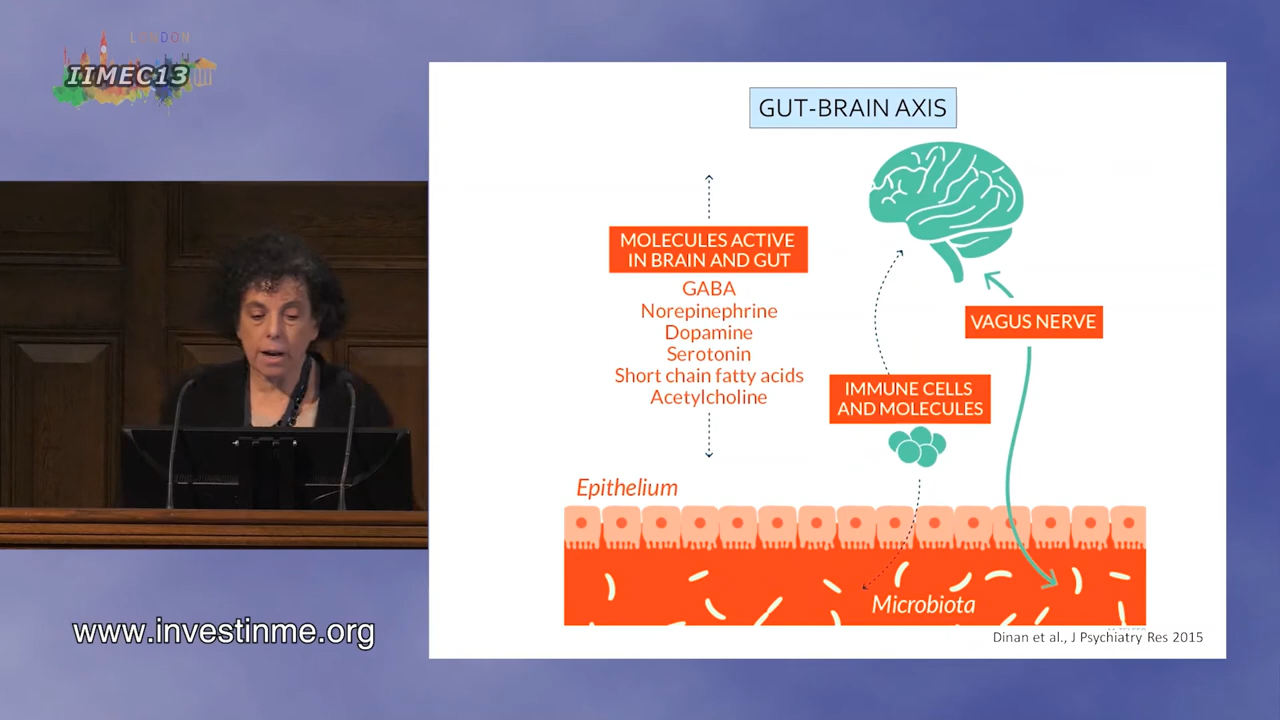 LONDON
IIMEC13
GUT-BRAIN AXIS
MOLECULES ACTIVE
IN BRAIN AND GUT
GABA
Norepinephrine
Dopamine
Serotonin
Short chain fatty acids
Acetylcholine
VAGUS NERVE
IMMUNE CELLS
AND MOLECULES
Epithelium
Microbiota
Dinan et al., J Psychiatry Res 2015
www.investinme.org